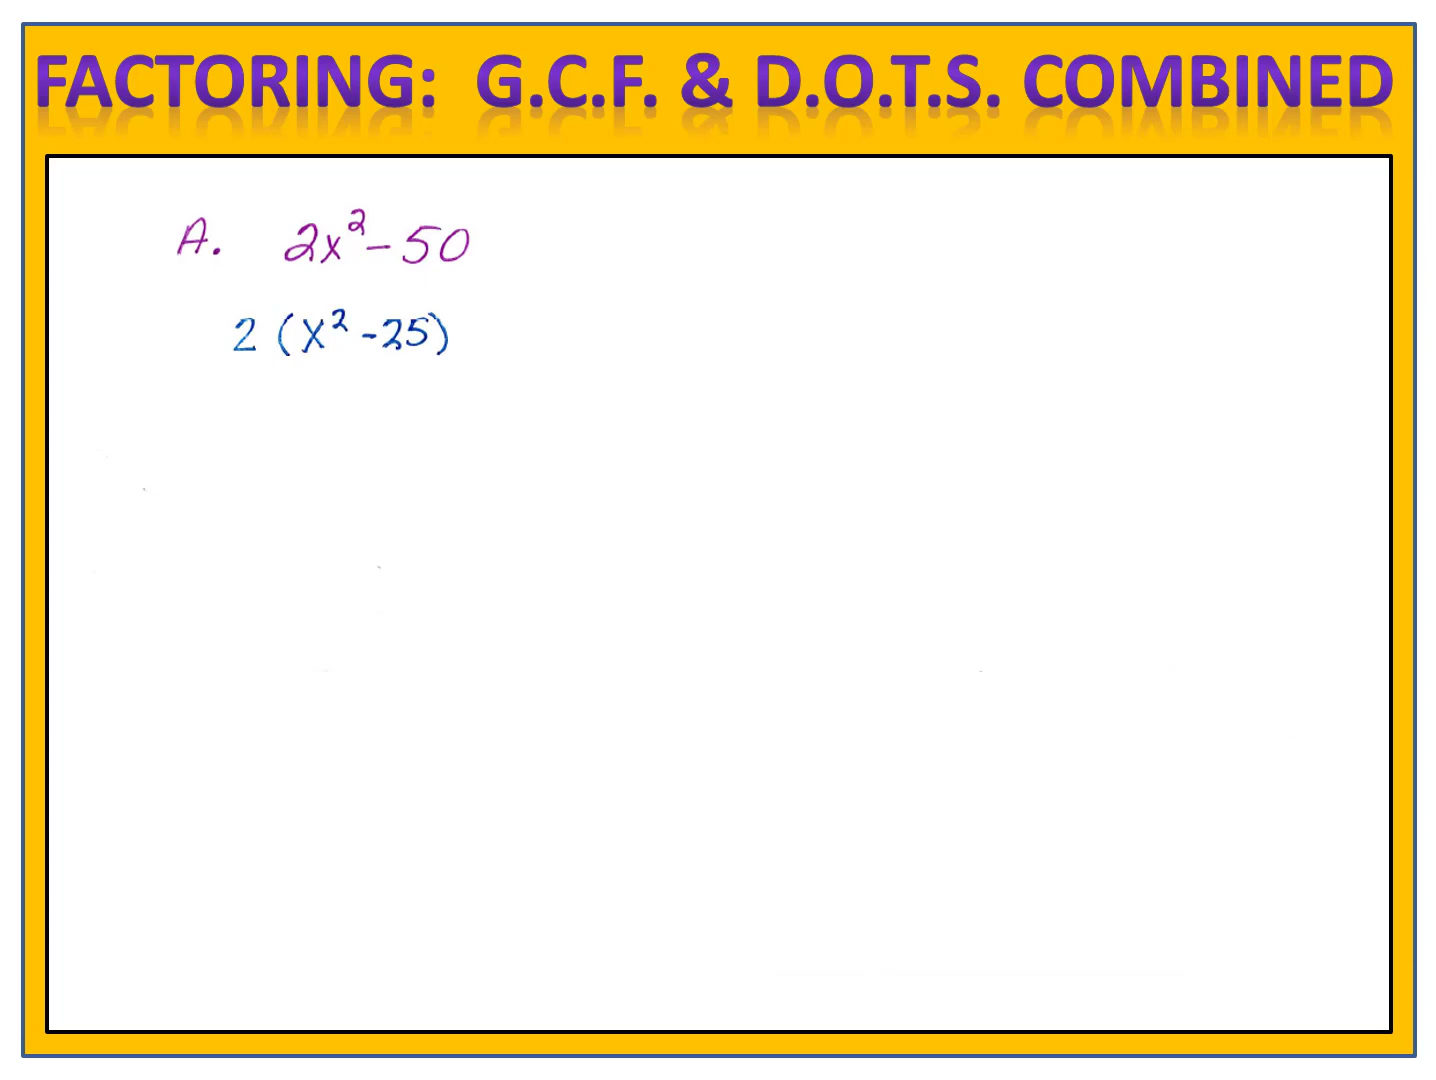 FACTORING: G.C.F. & D.O.T.S. COMBINED
A. 2x² - 50
2 (x² - 25)